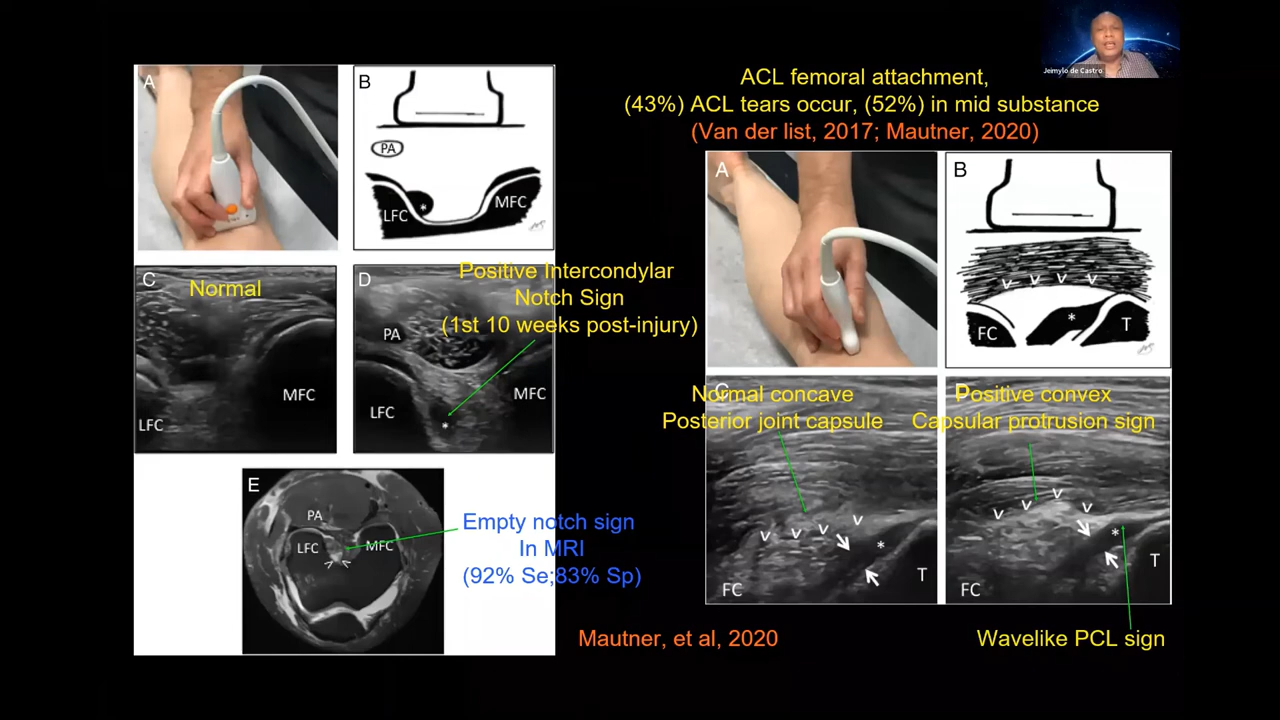 Jeimylo de Castro
ACL femoral attachment,
(43%) ACL tears occur, (52%) in mid substance
(Van der list, 2017; Mautner, 2020)
A
B
PA
LFC
*
MFC
C
Normal
LFC
MFC
D
Positive Intercondylar
Notch Sign
(1st 10 weeks post-injury)
PA
LFC
MFC
*
E
PA
LFC
MFC
Empty notch sign
In MRI
(92% Se;83% Sp)
Mautner, et al, 2020
A
B
v v v v
FC
*
T
Normal concave
Posterior joint capsule
v v v v
*
FC
T
Positive convex
Capsular protrusion sign
v v v v
*
FC
T
Wavelike PCL sign